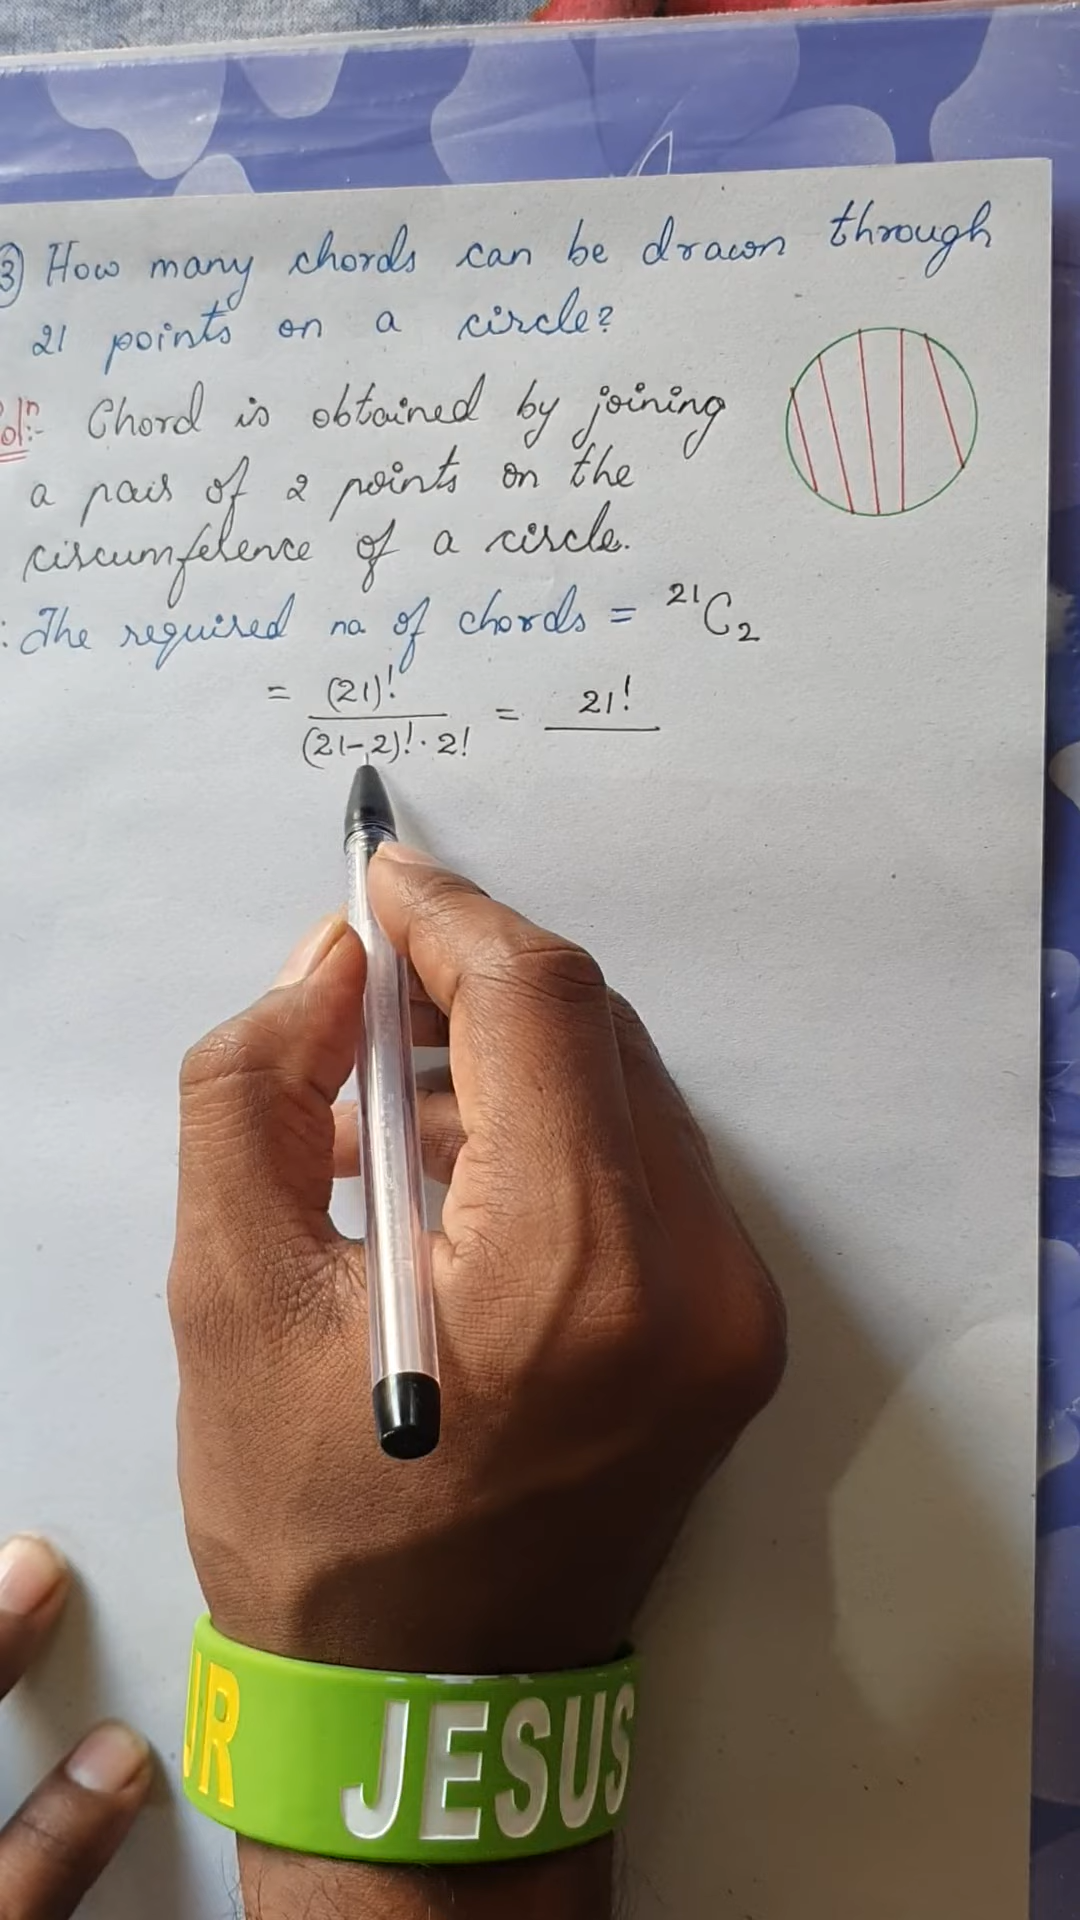 3 How many chords can be drawn through
21 points on a circle?
Soln:- Chord is obtained by joining
a pair of 2 points on the
circumference of a circle.
: The required no. of chords = ²¹C₂
= (21)! / (21-2)! · 2! = 21!
UR JESUS